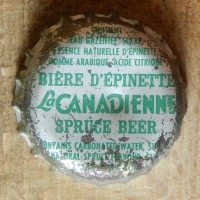 CONTIENT
EAU GAZEIFIEE SUCRE
ESSENCE NATURELLE D'EPINETTE
GOMME ARABIQUE ACIDE CITRIQUE
BIÈRE D'ÉPINETTE
La CANADIENNE
SPRUCE BEER
CONTAINS CARBONATED WATER
NATURAL SPRUCE